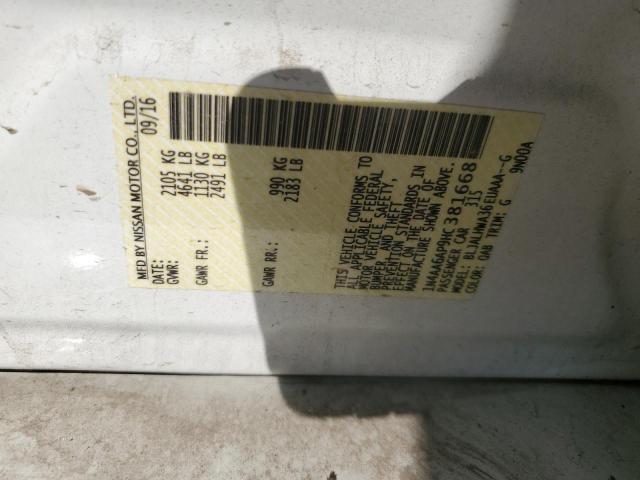 MFD BY NISSAN MOTOR CO., LTD.
DATE: 09/16
GVWR: 2105 KG
4641 LB
GAWR FR.: 1130 KG
2491 LB
GAWR RR.: 990 KG
2183 LB
THIS VEHICLE CONFORMS TO
ALL APPLICABLE FEDERAL
MOTOR VEHICLE SAFETY,
BUMPER, AND THEFT
PREVENTION STANDARDS IN
EFFECT ON THE DATE OF
MANUFACTURE SHOWN ABOVE.
1N4AA6AP9HC381668
PASSENGER CAR 315
MODEL: BLJALHWA36EUAAA--G
COLOR: QAB TRIM: G 9N00A